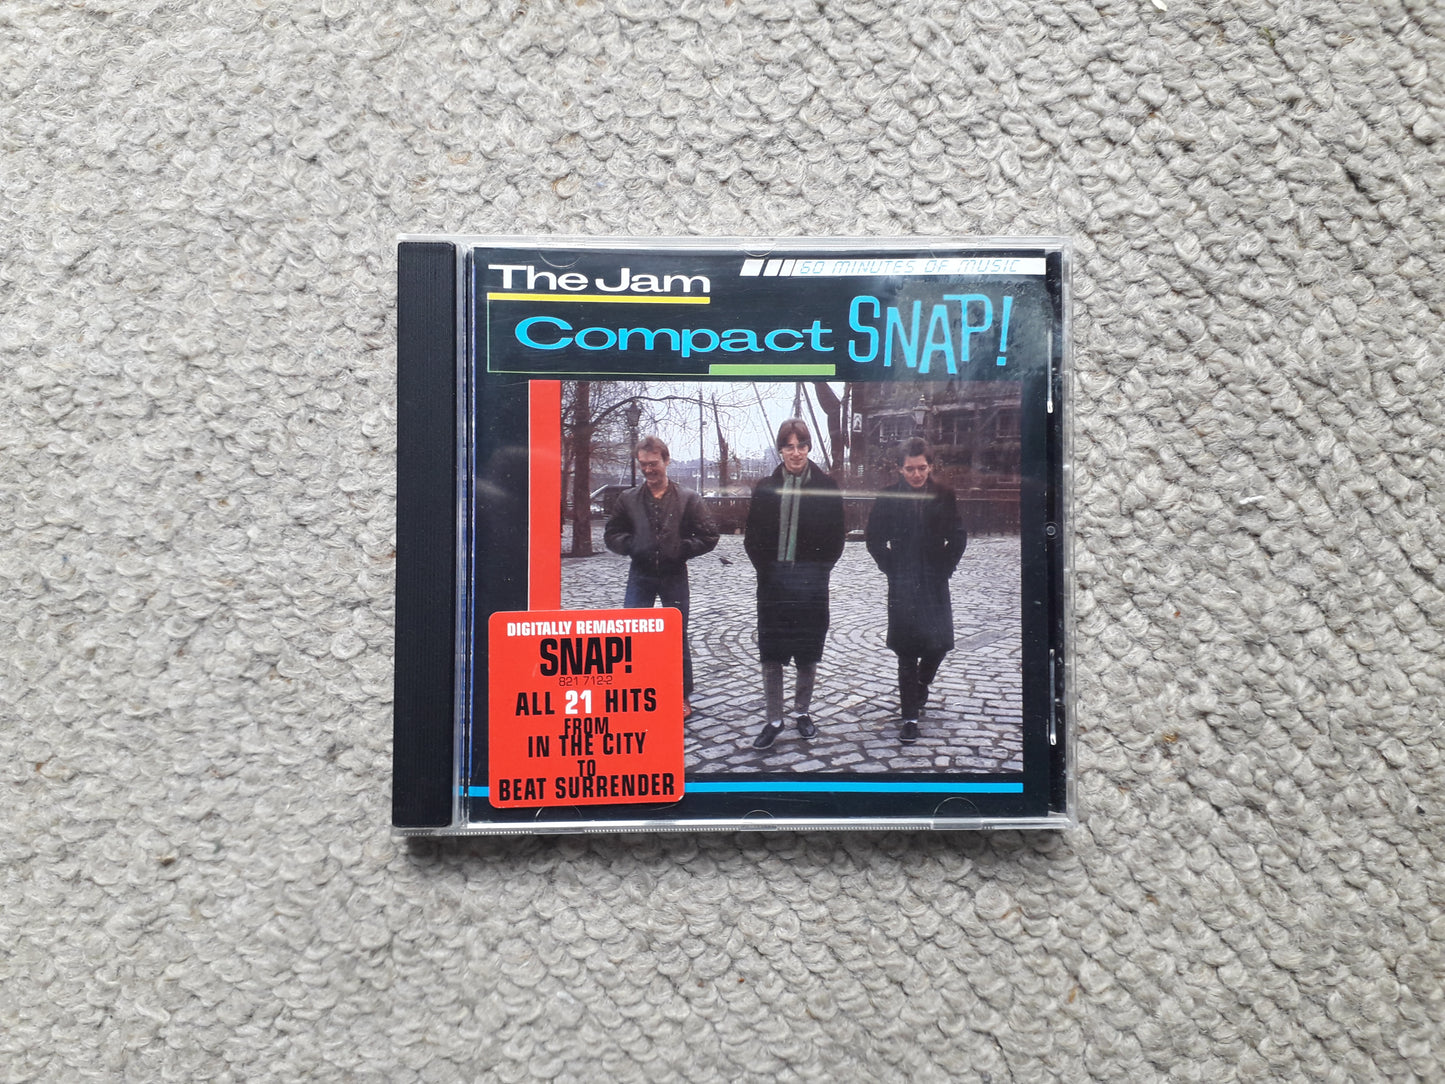 The Jam
60 MINUTES OF MUSIC
Compact SNAP!
DIGITALLY REMASTERED
SNAP!
821 712-2
ALL 21 HITS
FROM
IN THE CITY
TO
BEAT SURRENDER